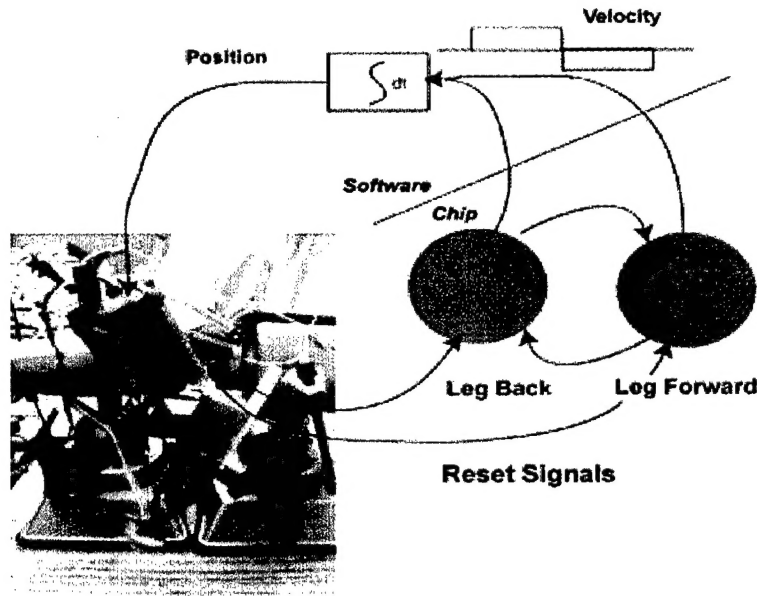 Velocity
Position
∫ dt
Software
Chip
Leg Back
Leg Forward
Reset Signals